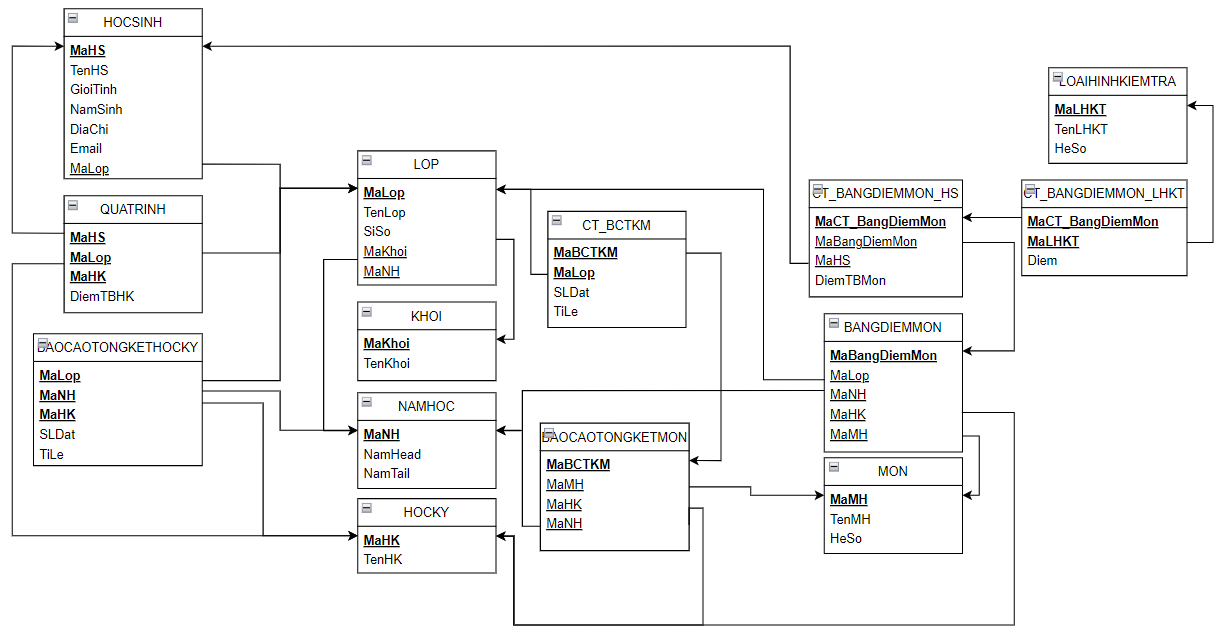 HOCSINH
MaHS
TenHS
GioiTinh
NamSinh
DiaChi
Email
MaLop
QUATRINH
MaHS
MaLop
MaHK
DiemTBHK
BAOCAOTONGKETHOCKY
MaLop
MaNH
MaHK
SLDat
TiLe
LOP
MaLop
TenLop
SiSo
MaKhoi
MaNH
KHOI
MaKhoi
TenKhoi
NAMHOC
MaNH
NamHead
NamTail
HOCKY
MaHK
TenHK
CT_BCTKM
MaBCTKM
MaLop
SLDat
TiLe
BAOCAOTONGKETMON
MaBCTKM
MaMH
MaHK
MaNH
CT_BANGDIEMMON_HS
MaCT_BangDiemMon
MaBangDiemMon
MaHS
DiemTBMon
BANGDIEMMON
MaBangDiemMon
MaLop
MaNH
MaHK
MaMH
MON
MaMH
TenMH
HeSo
LOAIHINHKIEMTRA
MaLHKT
TenLHKT
HeSo
CT_BANGDIEMMON_LHKT
MaCT_BangDiemMon
MaLHKT
Diem